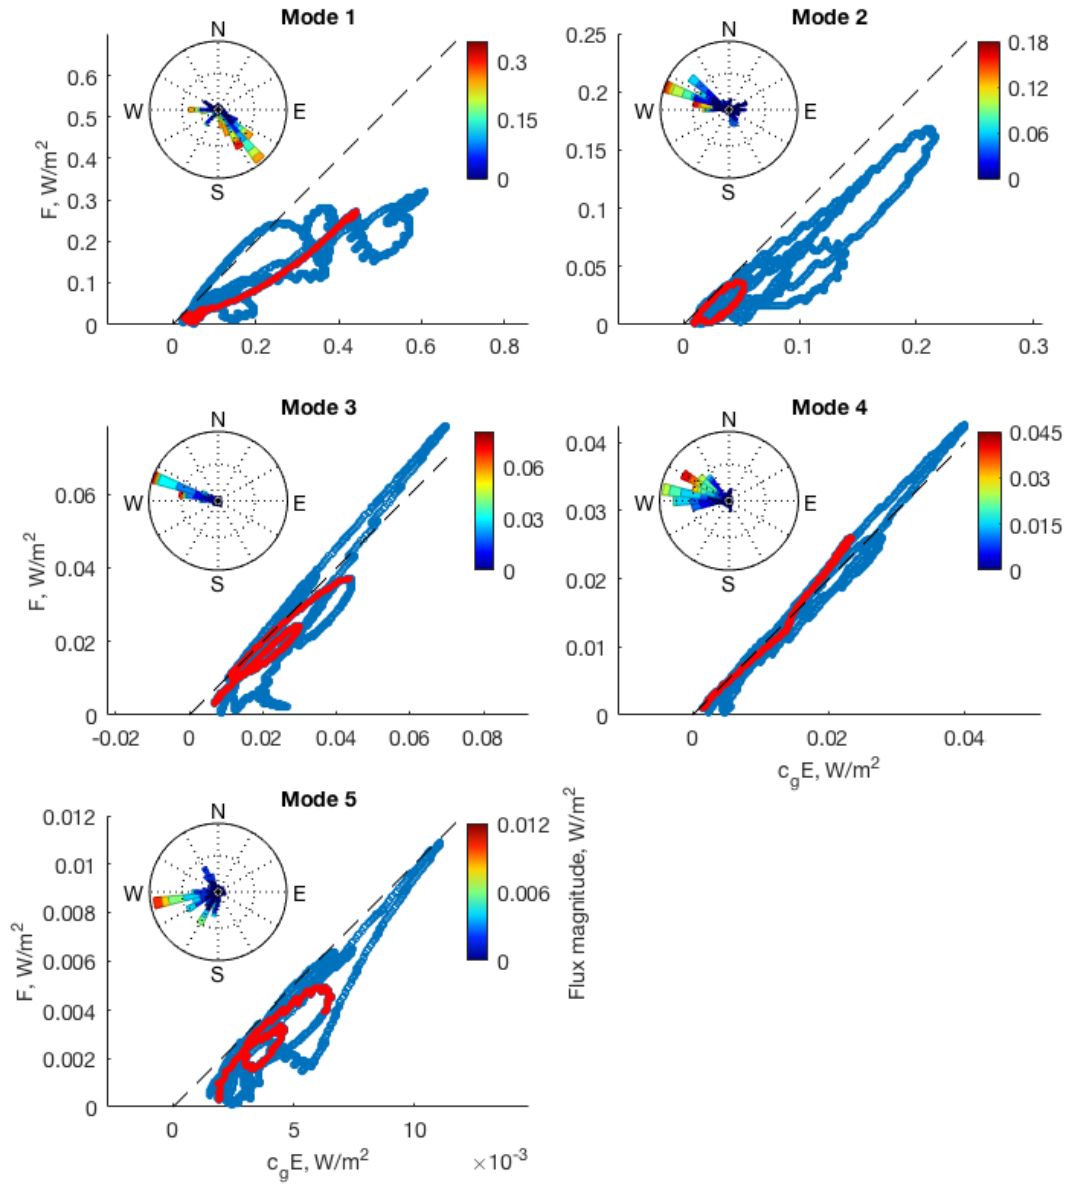 Mode 1
N
W
E
S
0.3
0.15
0
F, W/m²
0.6
0.5
0.4
0.3
0.2
0.1
0
0 0.2 0.4 0.6 0.8
Mode 2
N
W
E
S
0.18
0.12
0.06
0
0.25
0.2
0.15
0.1
0.05
0
0 0.1 0.2 0.3
Mode 3
N
W
E
S
0.06
0.03
0
F, W/m²
0.06
0.04
0.02
0
-0.02 0 0.02 0.04 0.06 0.08
Mode 4
N
W
E
S
0.045
0.03
0.015
0
0.04
0.03
0.02
0.01
0
0 0.02 0.04
c_gE, W/m²
Mode 5
N
W
E
S
0.012
0.006
0
Flux magnitude, W/m²
F, W/m²
0.012
0.01
0.008
0.006
0.004
0.002
0
0 5 10
c_gE, W/m²
×10⁻³